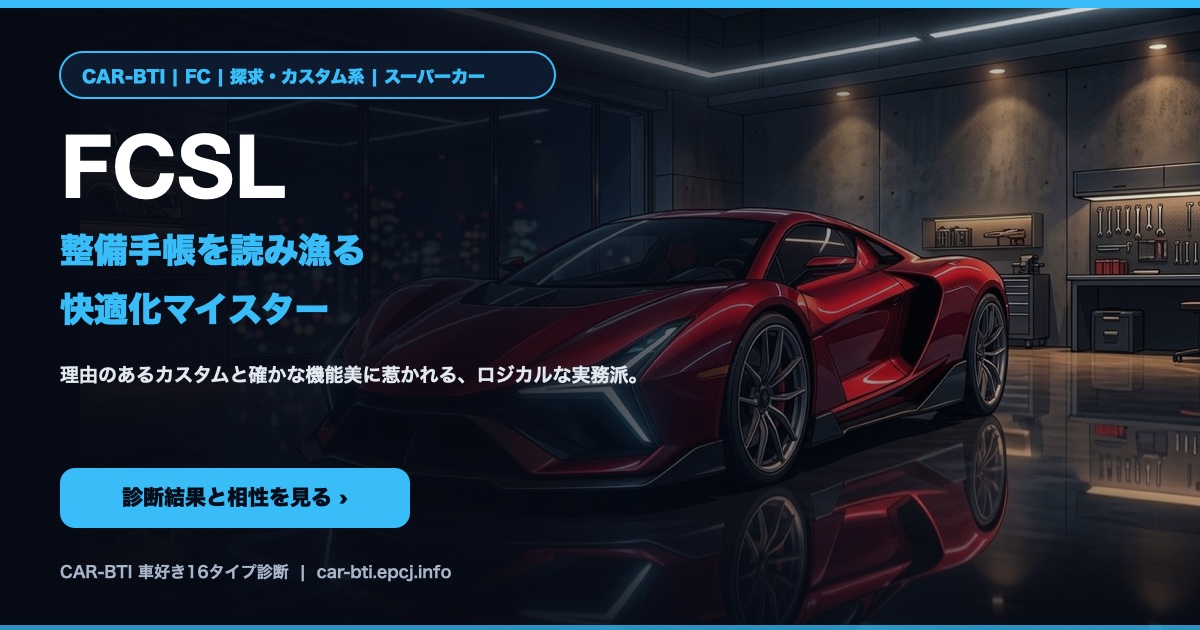 CAR-BTI | FC | 探求・カスタム系 | スーパーカー
FCSL
整備手帳を読み漁る
快適化マイスター
理由のあるカスタムと確かな機能美に惹かれる、ロジカルな実務派。
診断結果と相性を見る ›
CAR-BTI 車好き16タイプ診断 | car-bti.epcj.info